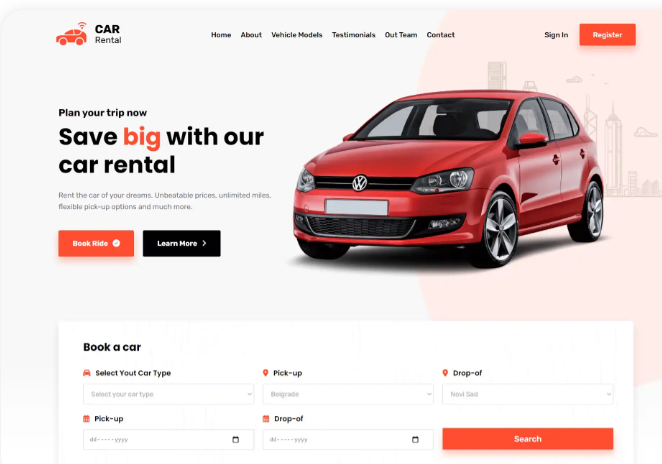 CAR
Rental
Home About Vehicle Models Testimonials Out Team Contact
Sign In Register
Plan your trip now
Save big with our
car rental
Rent the car of your dreams. Unbeatable prices, unlimited miles,
flexible pick-up options and much more.
Book Ride Learn More
Book a car
Select Yout Car Type Pick-up Drop-of
Select your car type Belgrade Novi Sad
Pick-up Drop-of
dd----yyyy dd----yyyy Search